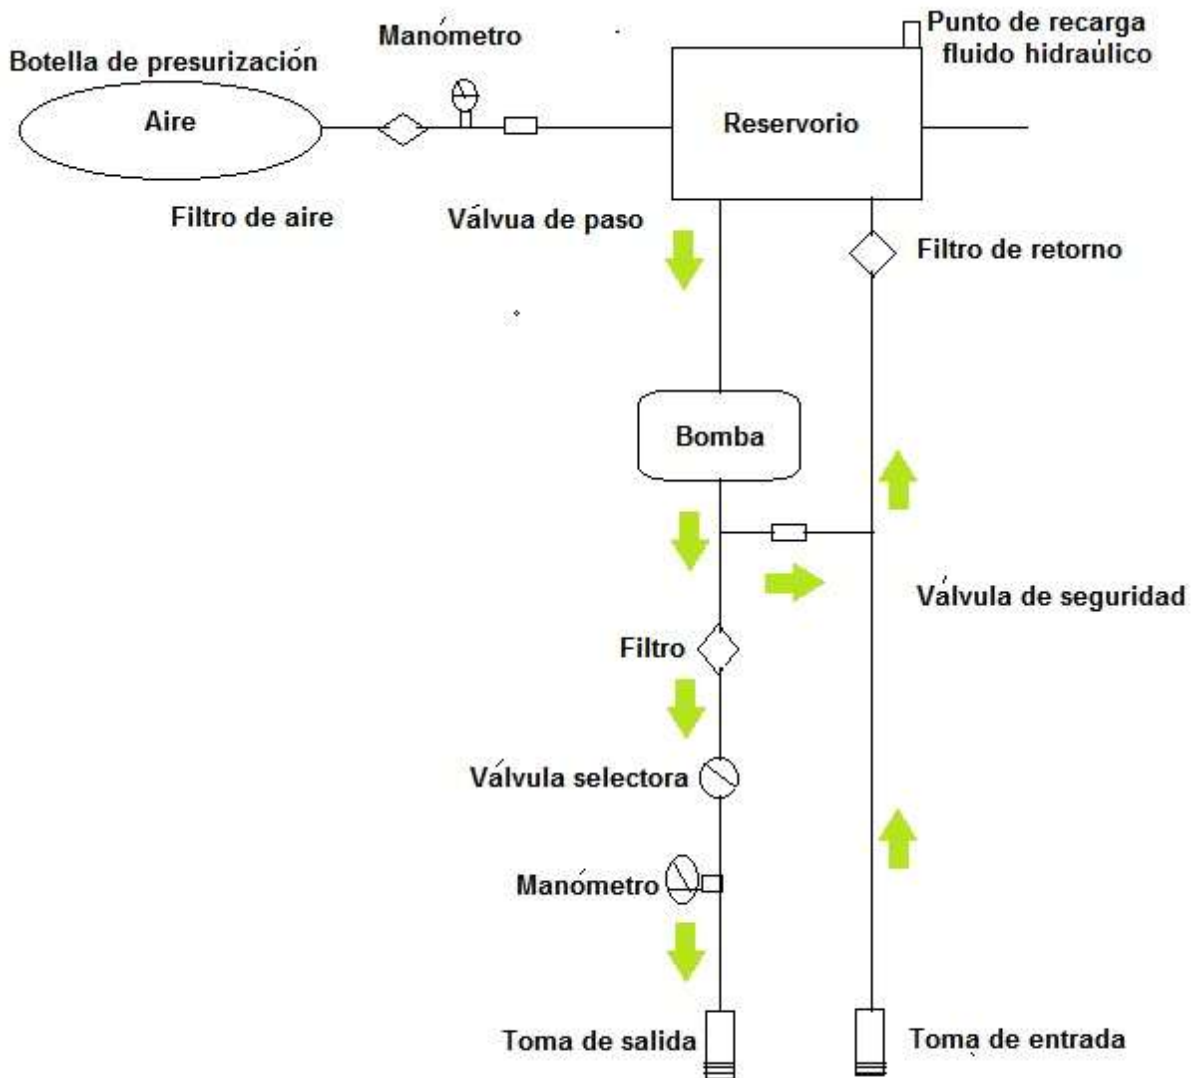 Punto de recarga
fluido hidraúlico
Manómetro
Botella de presurización
Aire
Reservorio
Filtro de aire
Válvua de paso
Filtro de retorno
Bomba
Válvula de seguridad
Filtro
Válvula selectora
Manómetro
Toma de salida
Toma de entrada